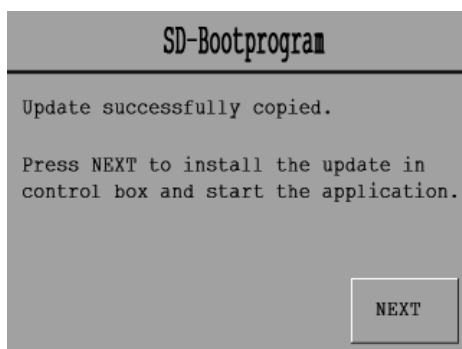 SD-Bootprogram
Update successfully copied.
Press NEXT to install the update in
control box and start the application.
NEXT